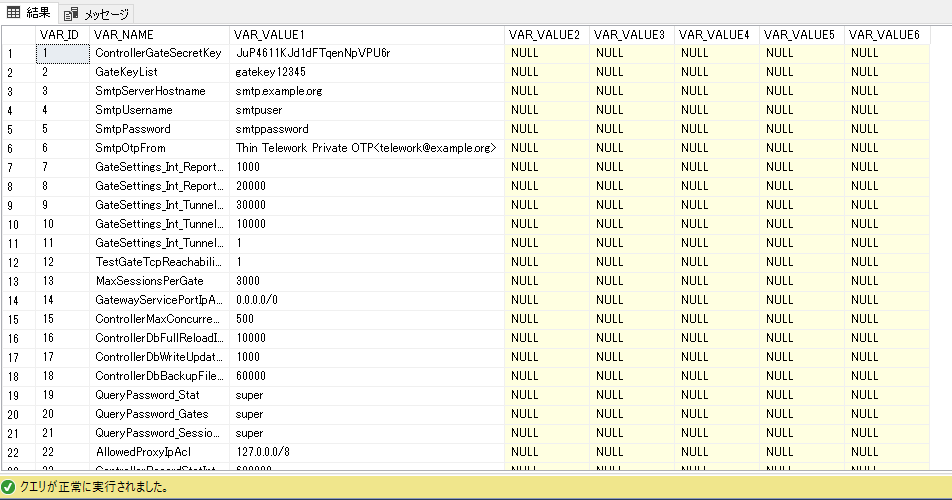 結果 メッセージ
VAR_ID VAR_NAME VAR_VALUE1 VAR_VALUE2 VAR_VALUE3 VAR_VALUE4 VAR_VALUE5 VAR_VALUE6
1 1 ControllerGateSecretKey JuP4611KJd1dFTqenNpVPU6r NULL NULL NULL NULL NULL
2 2 GateKeyList gatekey12345 NULL NULL NULL NULL NULL
3 3 SmtpServerHostname smtp.example.org NULL NULL NULL NULL NULL
4 4 SmtpUsername smtpuser NULL NULL NULL NULL NULL
5 5 SmtpPassword smtppassword NULL NULL NULL NULL NULL
6 6 SmtpOtpFrom Thin Telework Private OTP<telework@example.org> NULL NULL NULL NULL NULL
7 7 GateSettings_Int_Report... 1000 NULL NULL NULL NULL NULL
8 8 GateSettings_Int_Report... 20000 NULL NULL NULL NULL NULL
9 9 GateSettings_Int_Tunnel... 30000 NULL NULL NULL NULL NULL
10 10 GateSettings_Int_Tunnel... 10000 NULL NULL NULL NULL NULL
11 11 GateSettings_Int_Tunnel... 1 NULL NULL NULL NULL NULL
12 12 TestGateTcpReachabili... 1 NULL NULL NULL NULL NULL
13 13 MaxSessionsPerGate 3000 NULL NULL NULL NULL NULL
14 14 GatewayServicePortIpA... 0.0.0.0/0 NULL NULL NULL NULL NULL
15 15 ControllerMaxConcurre... 500 NULL NULL NULL NULL NULL
16 16 ControllerDbFullReloadI... 10000 NULL NULL NULL NULL NULL
17 17 ControllerDbWriteUpdat... 1000 NULL NULL NULL NULL NULL
18 18 ControllerDbBackupFile... 60000 NULL NULL NULL NULL NULL
19 19 QueryPassword_Stat super NULL NULL NULL NULL NULL
20 20 QueryPassword_Gates super NULL NULL NULL NULL NULL
21 21 QueryPassword_Sessio... super NULL NULL NULL NULL NULL
22 22 AllowedProxyIpAcl 127.0.0.0/8 NULL NULL NULL NULL NULL
クエリが正常に実行されました。